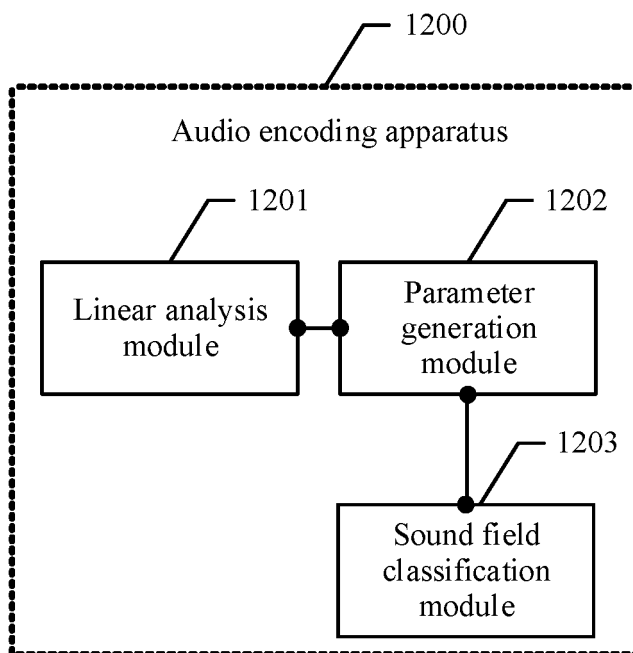 1200
Audio encoding apparatus
1201
1202
Linear analysis
module
Parameter
generation
module
1203
Sound field
classification
module